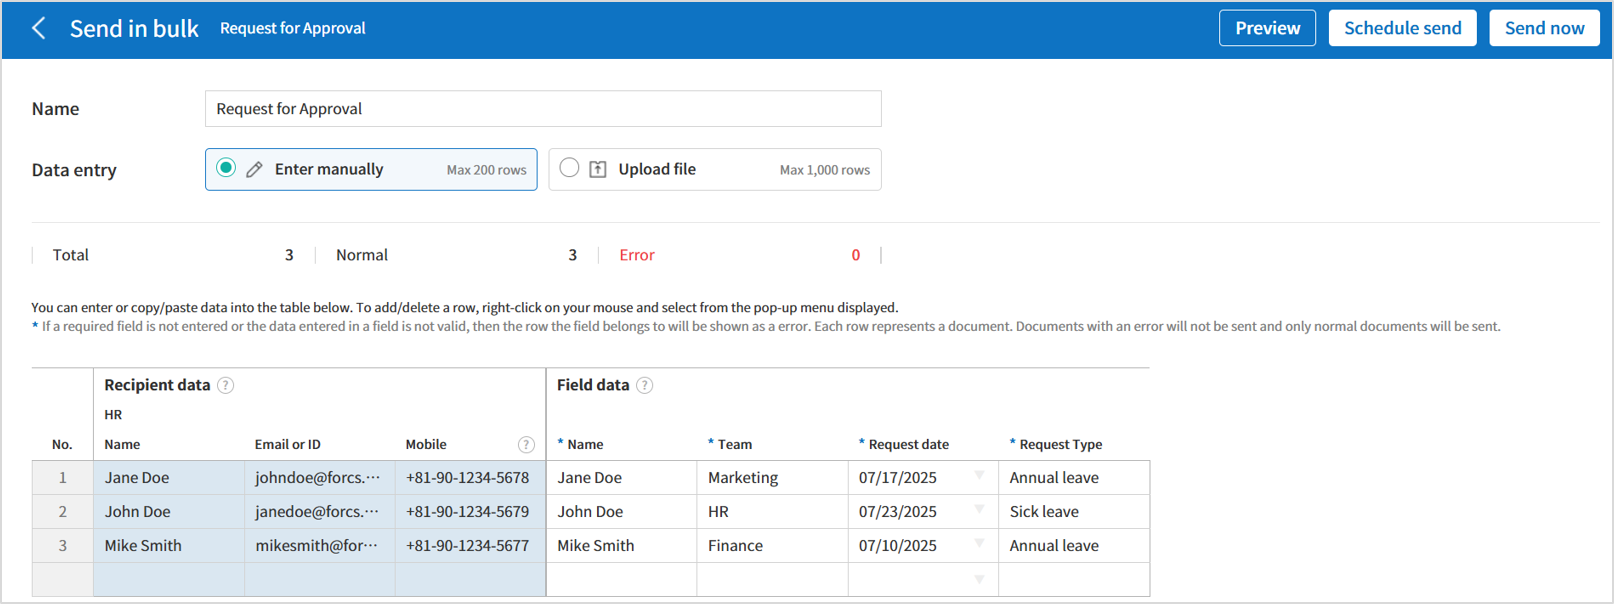 Send in bulk Request for Approval Preview Schedule send Send now
Name Request for Approval
Data entry Enter manually Max 200 rows Upload file Max 1,000 rows
Total 3 Normal 3 Error 0
You can enter or copy/paste data into the table below. To add/delete a row, right-click on your mouse and select from the pop-up menu displayed.
* If a required field is not entered or the data entered in a field is not valid, then the row the field belongs to will be shown as a error. Each row represents a document. Documents with an error will not be sent and only normal documents will be sent.
Recipient data ? Field data ?
HR
No. Name Email or ID Mobile ? * Name * Team * Request date * Request Type
1 Jane Doe johndoe@forcs.··· +81-90-1234-5678 Jane Doe Marketing 07/17/2025 Annual leave
2 John Doe janedoe@forcs.··· +81-90-1234-5679 John Doe HR 07/23/2025 Sick leave
3 Mike Smith mikesmith@for··· +81-90-1234-5677 Mike Smith Finance 07/10/2025 Annual leave